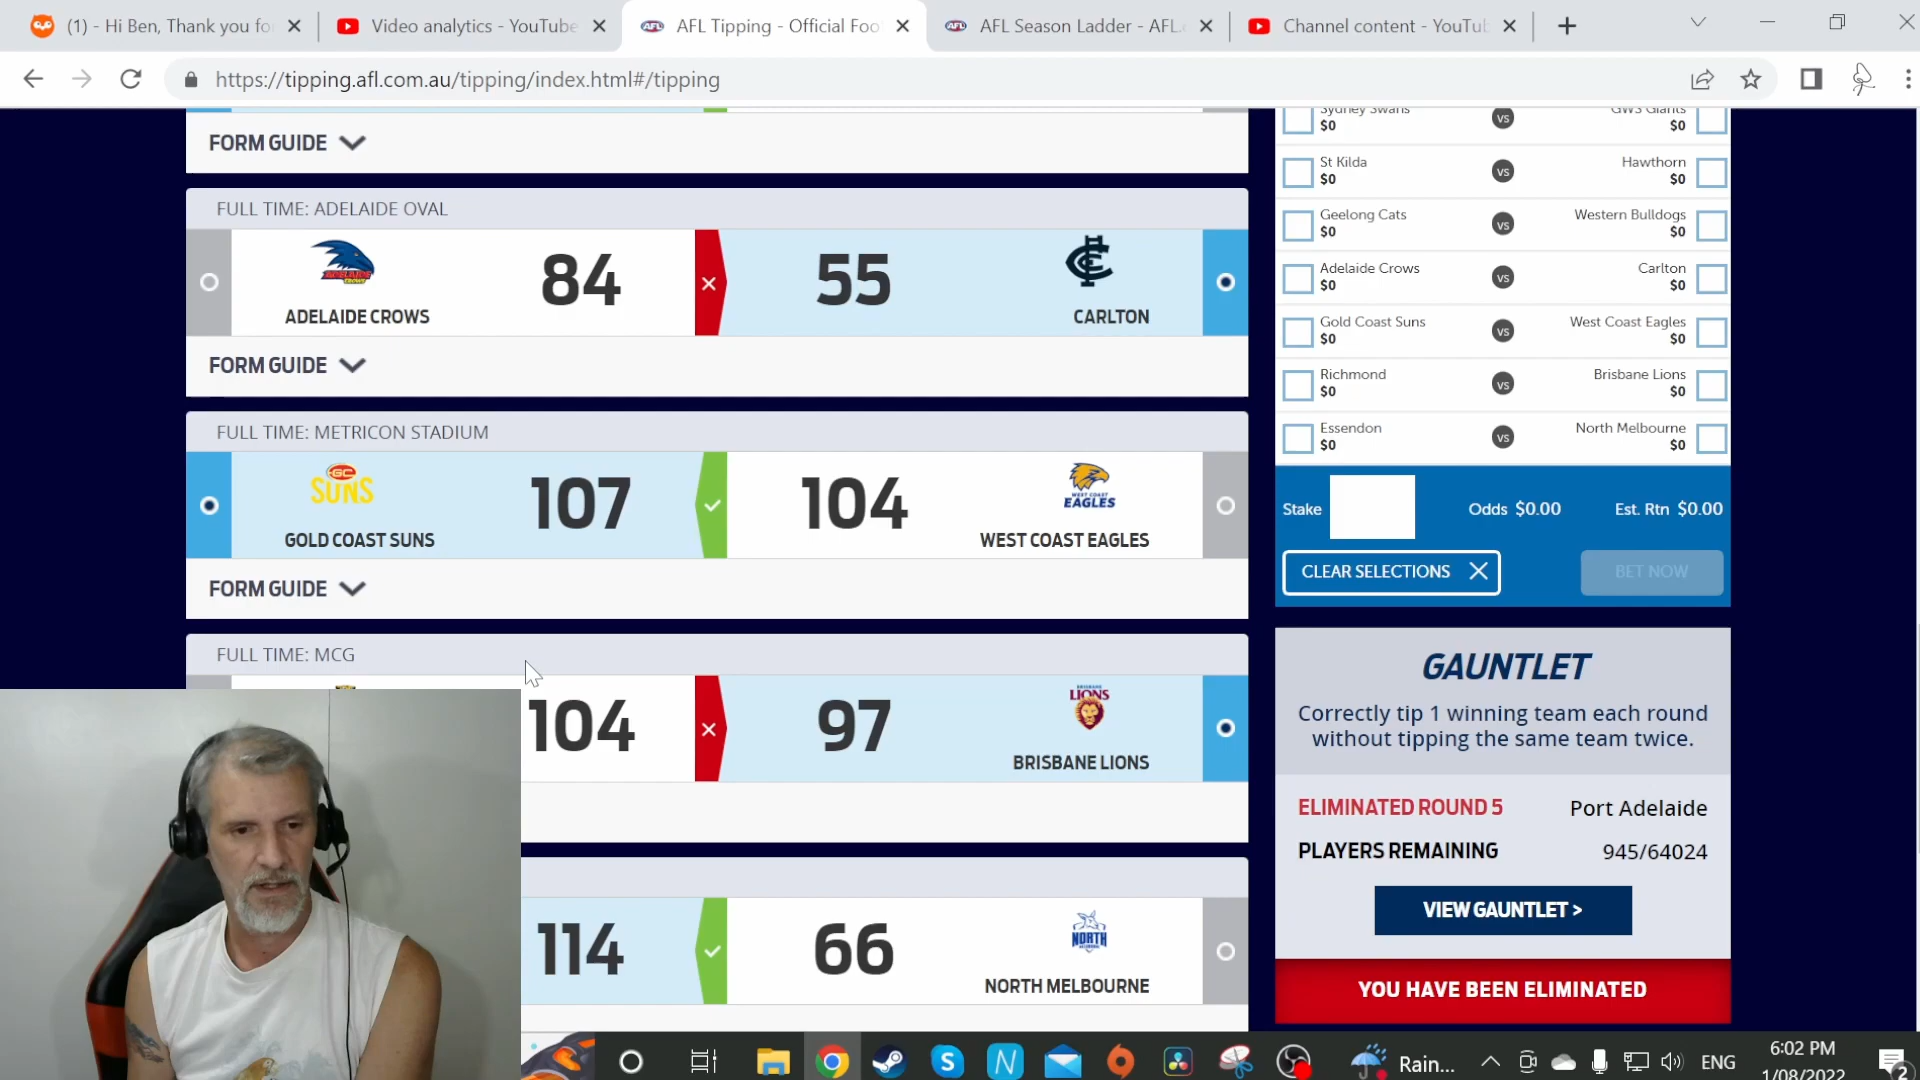 (1) - Hi Ben, Thank you fo
Video analytics - YouTube
AFL Tipping - Official Foo
AFL Season Ladder - AFL.c
Channel content - YouTub
https://tipping.afl.com.au/tipping/index.html#/tipping
FORM GUIDE
FULL TIME: ADELAIDE OVAL
ADELAIDE CROWS
84
55
CARLTON
FORM GUIDE
FULL TIME: METRICON STADIUM
GC
SUNS
GOLD COAST SUNS
107
104
WEST COAST
EAGLES
WEST COAST EAGLES
FORM GUIDE
FULL TIME: MCG
104
97
LIONS
BRISBANE LIONS
114
66
NORTH
NORTH MELBOURNE
Sydney Swans
$0
vs
GWS Giants
$0
St Kilda
$0
vs
Hawthorn
$0
Geelong Cats
$0
vs
Western Bulldogs
$0
Adelaide Crows
$0
vs
Carlton
$0
Gold Coast Suns
$0
vs
West Coast Eagles
$0
Richmond
$0
vs
Brisbane Lions
$0
Essendon
$0
vs
North Melbourne
$0
Stake
Odds $0.00
Est. Rtn $0.00
CLEAR SELECTIONS
BET NOW
GAUNTLET
Correctly tip 1 winning team each round
without tipping the same team twice.
ELIMINATED ROUND 5 Port Adelaide
PLAYERS REMAINING 945/64024
VIEW GAUNTLET >
YOU HAVE BEEN ELIMINATED
Rain...
ENG
6:02 PM
1/08/2022
2